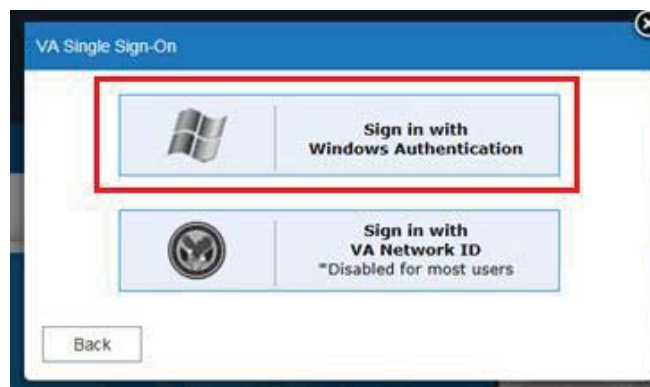 VA Single Sign-On
Sign in with
Windows Authentication
Sign in with
VA Network ID
*Disabled for most users
Back